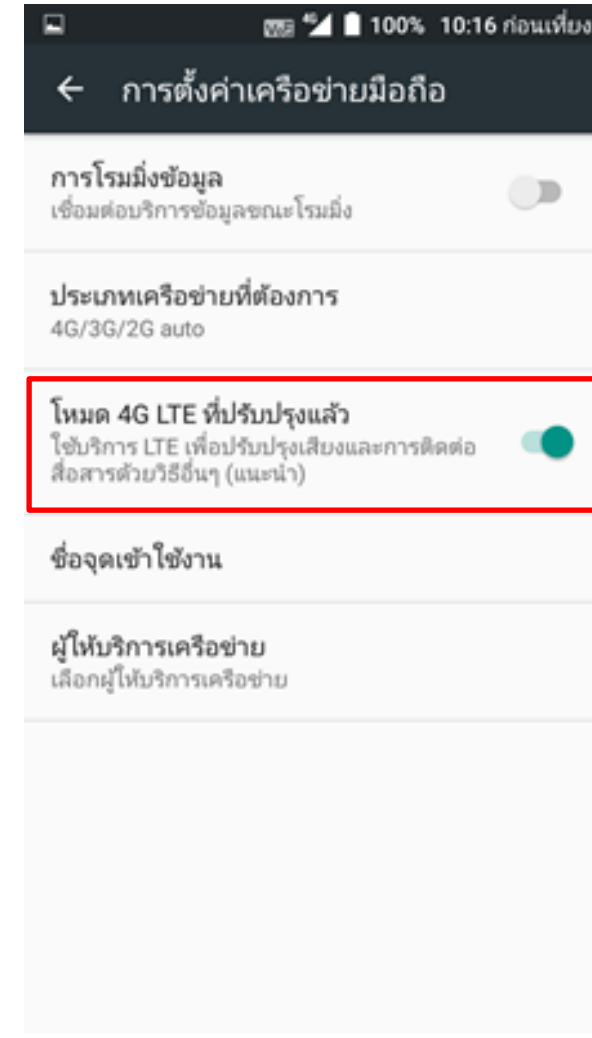 4G 100% 10:16 ก่อนเที่ยง
การตั้งค่าเครือข่ายมือถือ
การโรมมิ่งข้อมูล
เชื่อมต่อบริการข้อมูลขณะโรมมิ่ง
ประเภทเครือข่ายที่ต้องการ
4G/3G/2G auto
โหมด 4G LTE ที่ปรับปรุงแล้ว
ใช้บริการ LTE เพื่อปรับปรุงเสียงและการติดต่อ
สื่อสารด้วยวิธีอื่นๆ (แนะนำ)
ชื่อจุดเข้าใช้งาน
ผู้ให้บริการเครือข่าย
เลือกผู้ให้บริการเครือข่าย